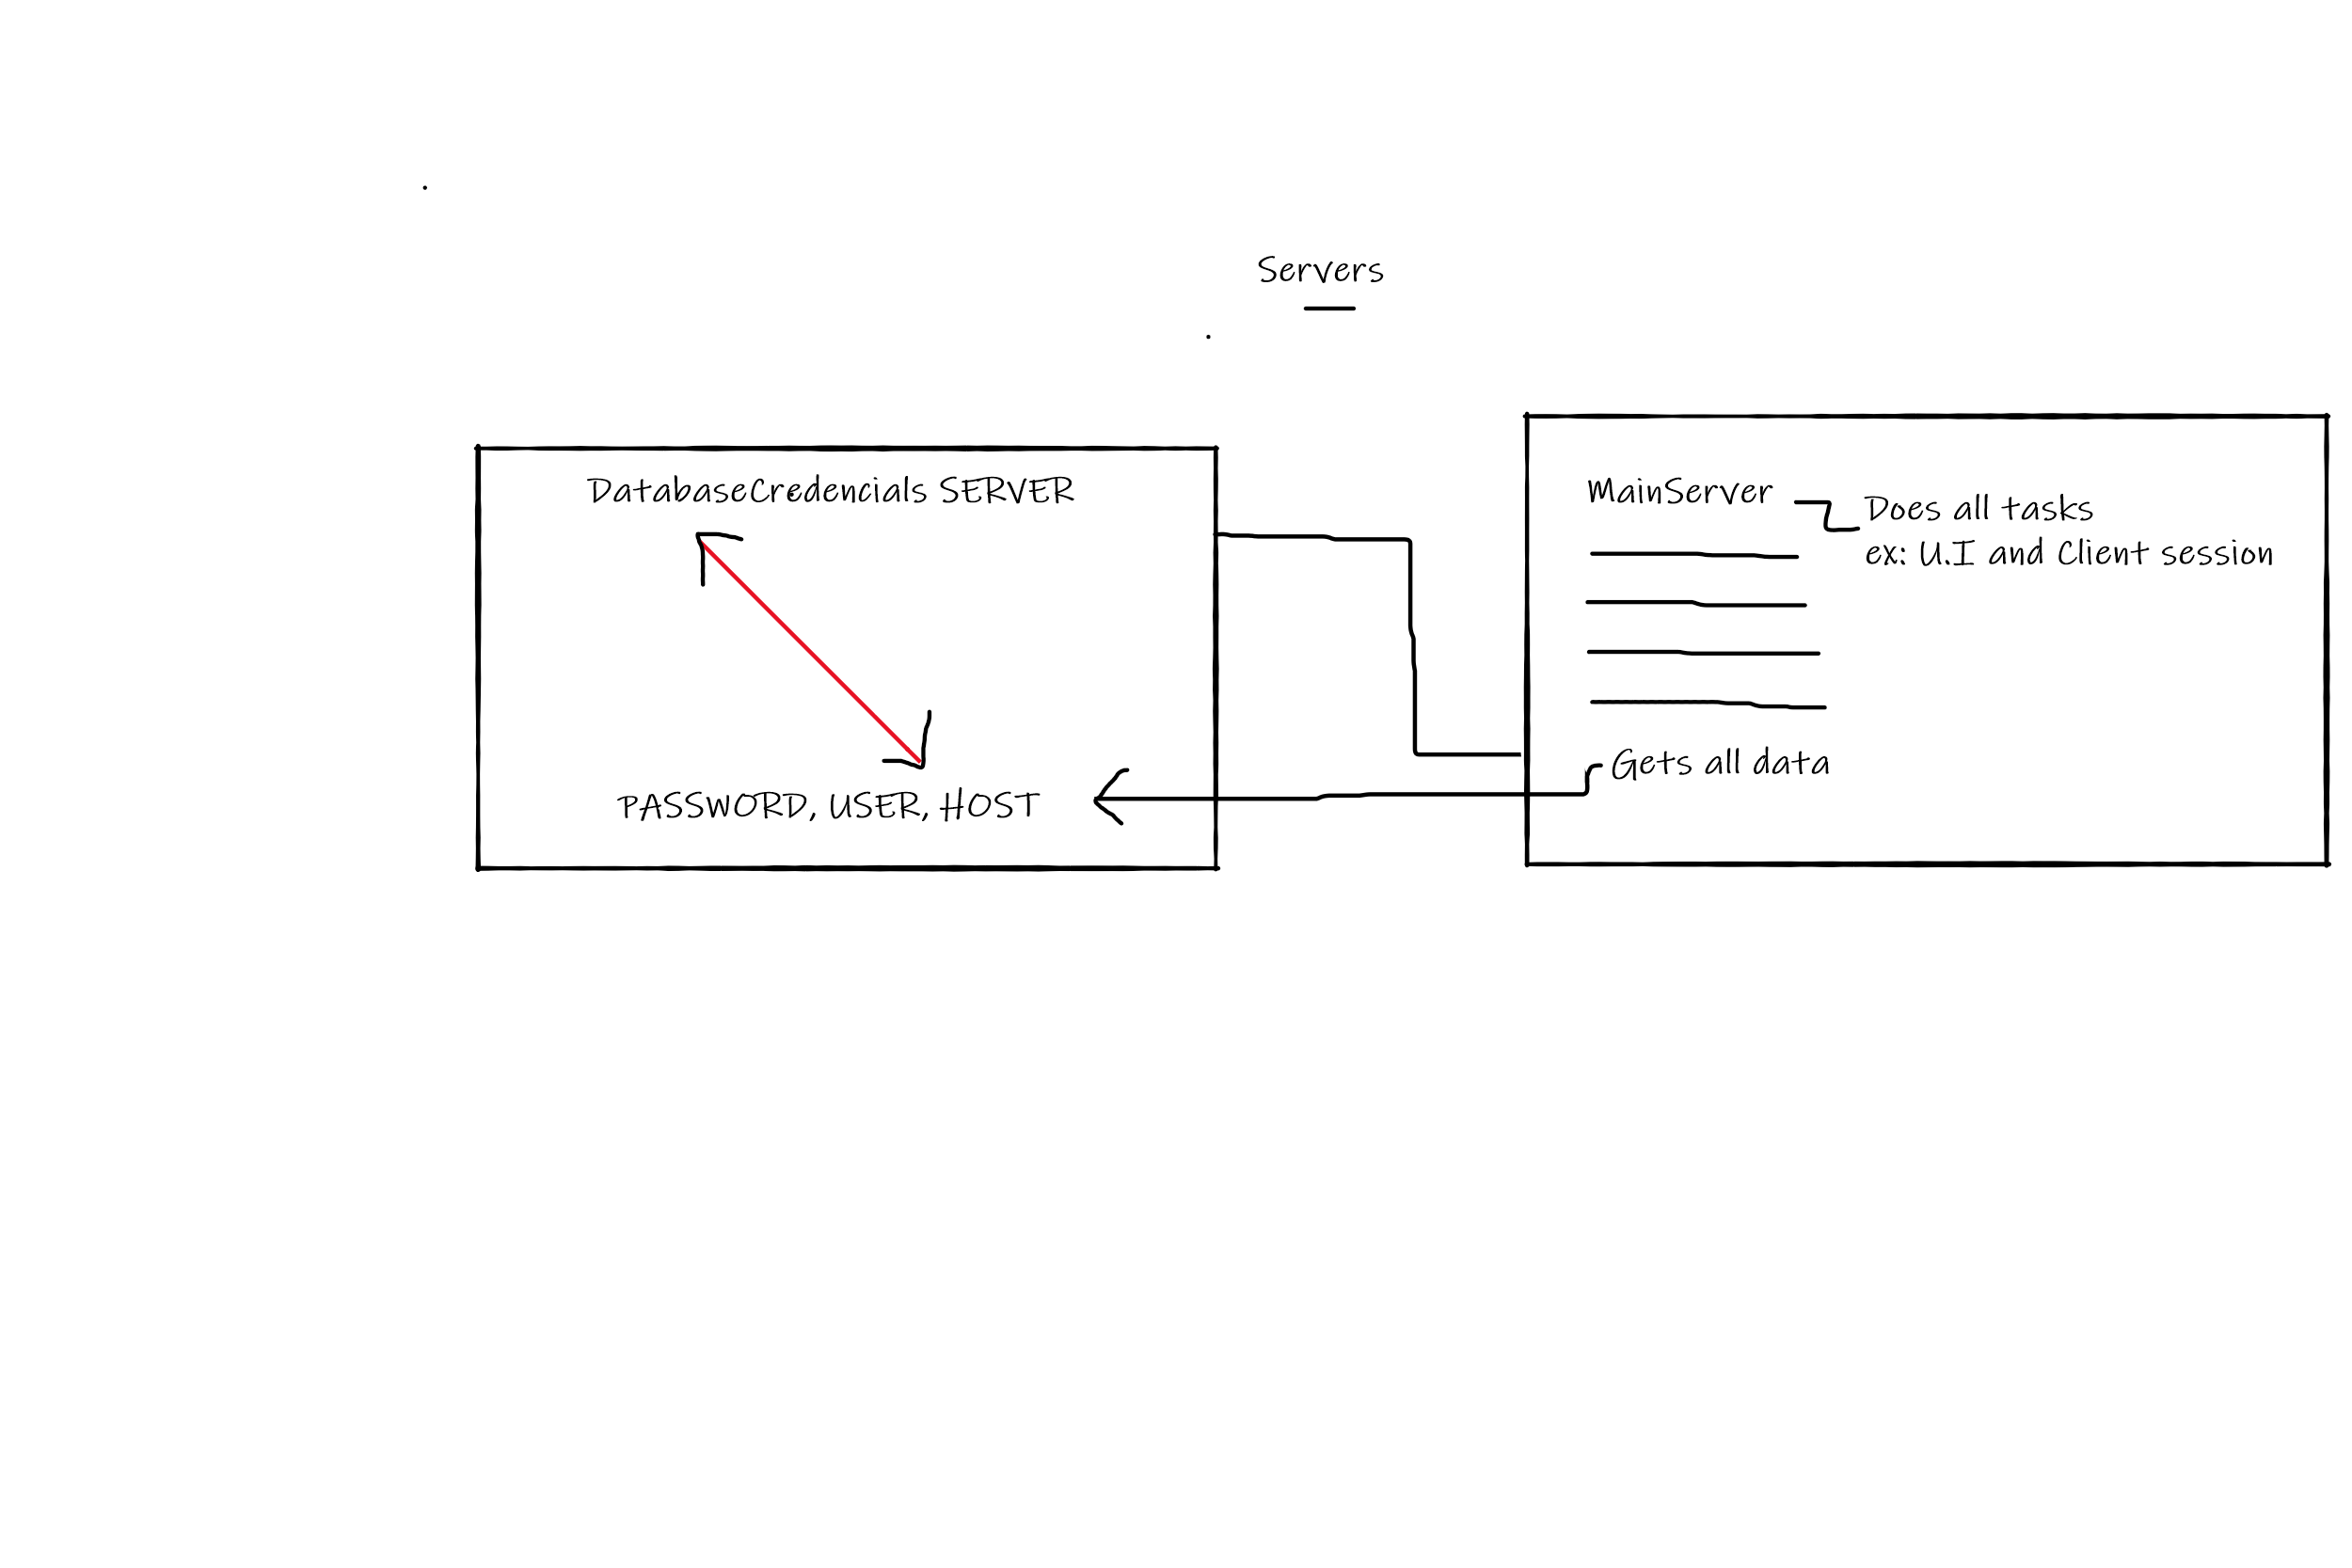 Servers
DatabaseCredencials SERVER
PASSWORD, USER, HOST
MainServer
Does all tasks
ex: U.I and Client session
Gets all data